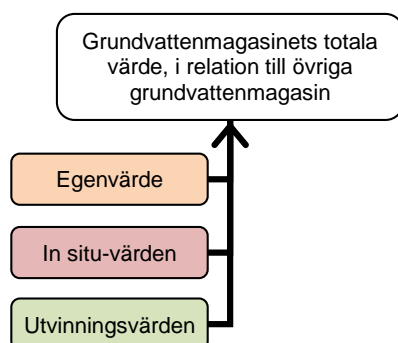 Grundvattenmagasinets totala
värde, i relation till övriga
grundvattenmagasin
Egenvärde
In situ-värden
Utvinningsvärden